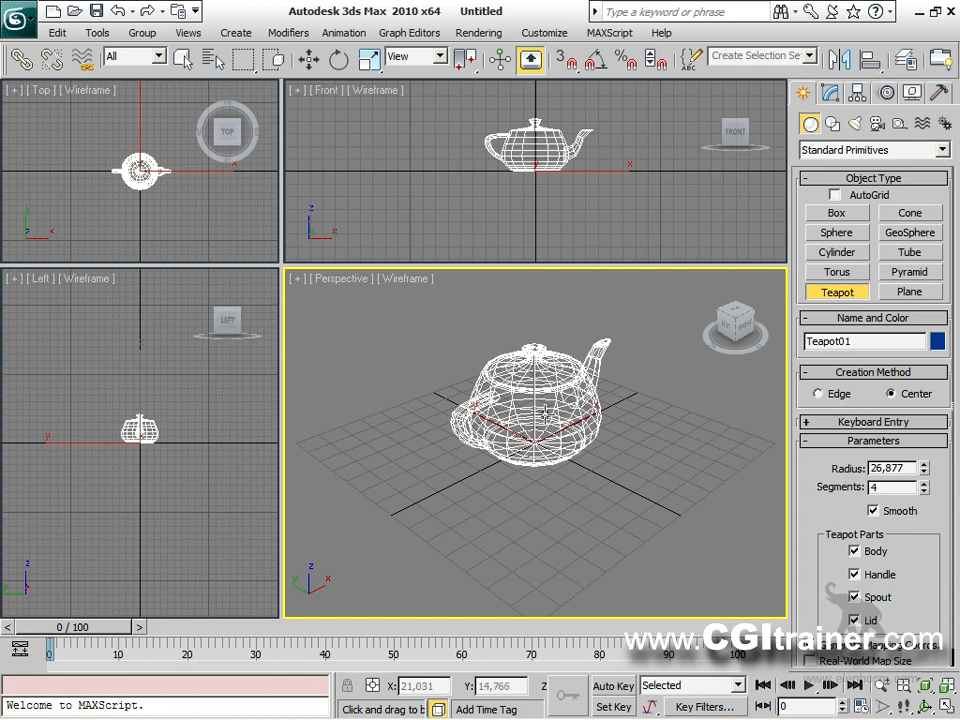 Autodesk 3ds Max 2010 x64 Untitled
Type a keyword or phrase
Edit Tools Group Views Create Modifiers Animation Graph Editors Rendering Customize MAXScript Help
All View Create Selection Se
[ + ] [ Top ] [ Wireframe ]
TOP
x
[ + ] [ Front ] [ Wireframe ]
FRONT
x
z
x
[ + ] [ Left ] [ Wireframe ]
LEFT
y
z
[ + ] [ Perspective ] [ Wireframe ]
z
y
x
Standard Primitives
- Object Type
AutoGrid
Box Cone
Sphere GeoSphere
Cylinder Tube
Torus Pyramid
Teapot Plane
- Name and Color
Teapot01
- Creation Method
Edge Center
+ Keyboard Entry
- Parameters
Radius: 26,877
Segments: 4
Smooth
Teapot Parts
Body
Handle
Spout
Lid
Real-World Map Size
www.CGItrainer.com
< 0 / 100 >
0 10 20 30 40 50 60 70 80 90 100
X: 21,031 Y: 14,766 Z
Auto Key Selected
Welcome to MAXScript.
Click and drag to b
Add Time Tag
Set Key Key Filters... 0